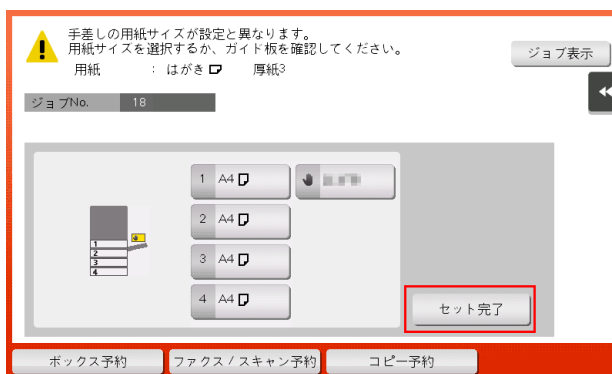 手差しの用紙サイズが設定と異なります。
用紙サイズを選択するか、ガイド板を確認してください。
用紙 : はがき 厚紙3
ジョブ表示
ジョブNo. 18
1 A4
2 A4
3 A4
4 A4
1
2
3
4
セット完了
ボックス予約 ファクス/スキャン予約 コピー予約